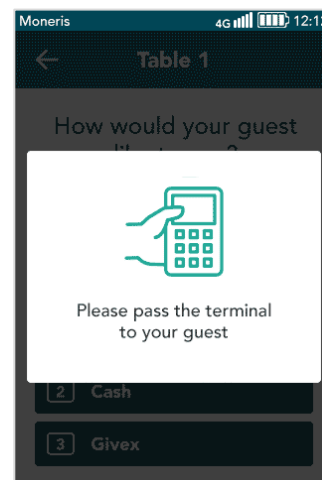 Moneris 4G 12:13
Table 1
How would your guest
Please pass the terminal
to your guest
2 Cash
3 Givex